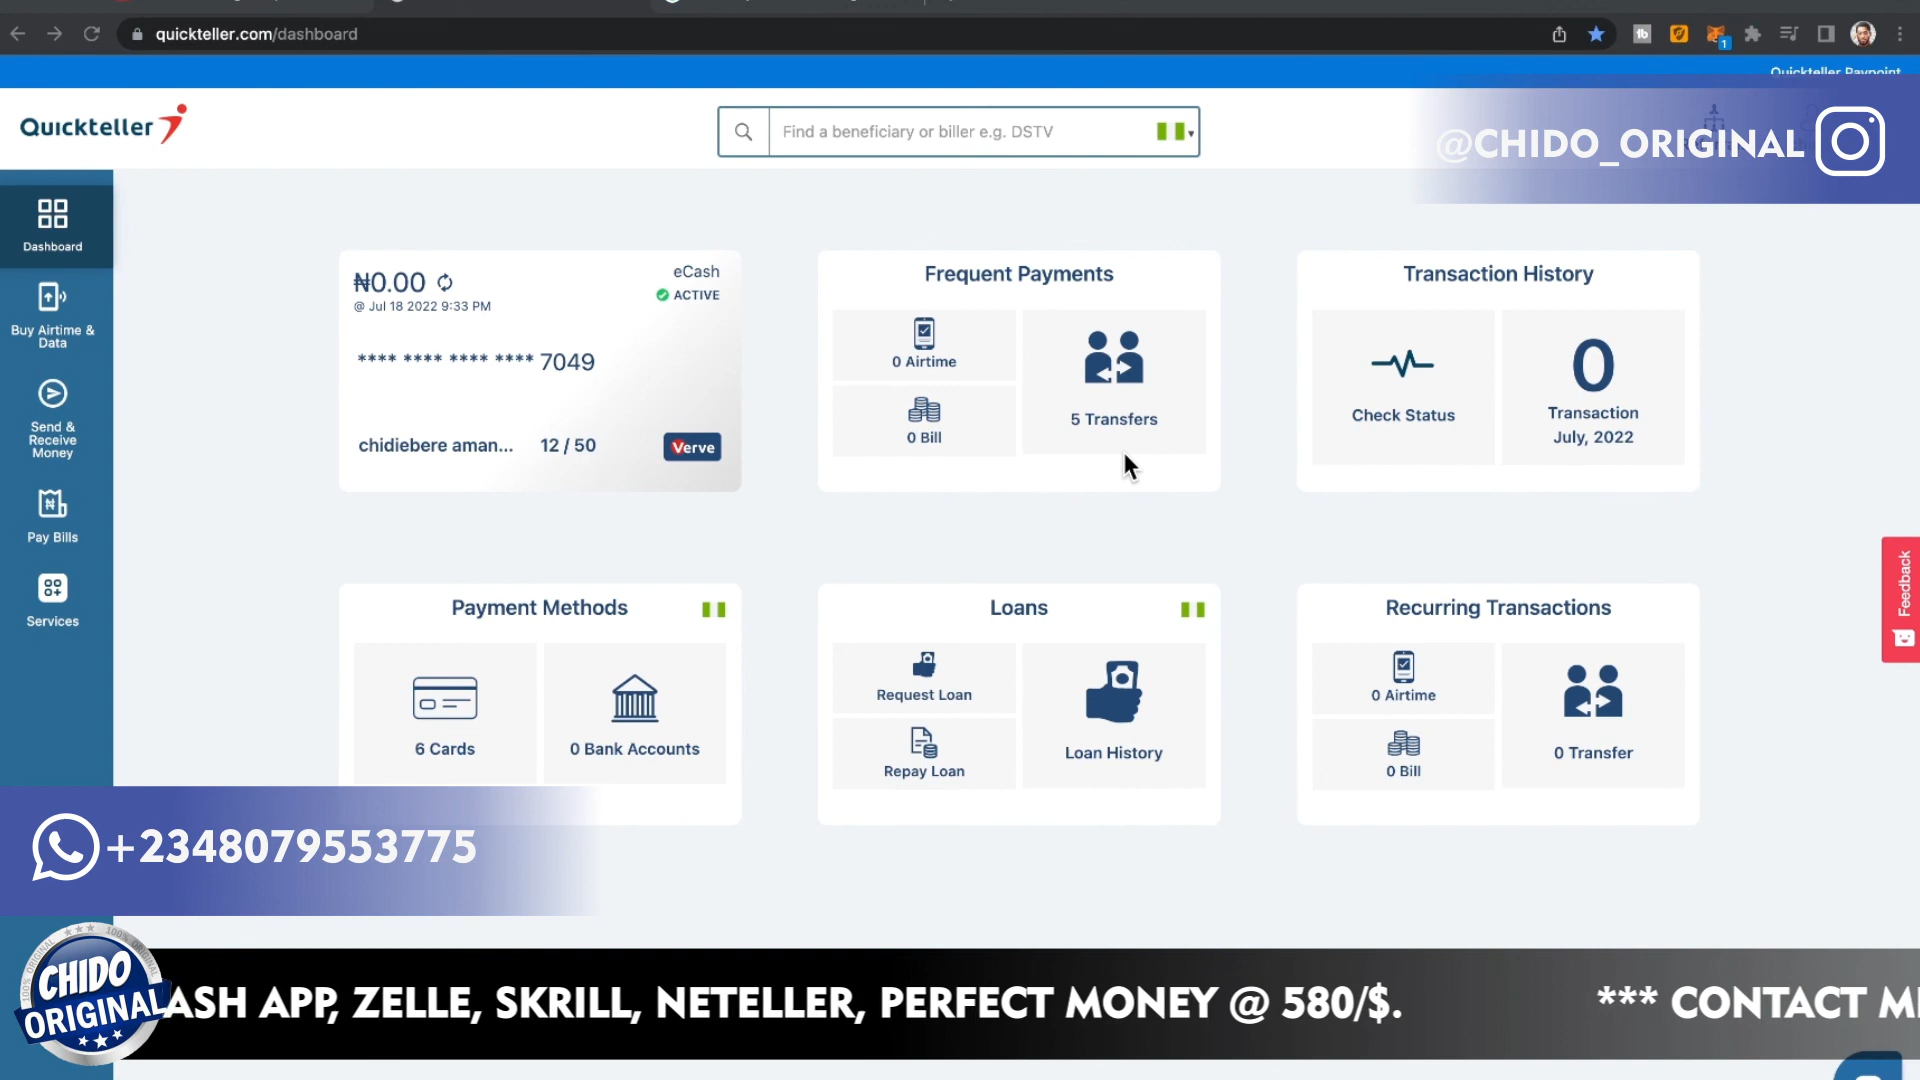 quickteller.com/dashboard
1
Quickteller Paypoint
Quickteller
Find a beneficiary or biller e.g. DSTV
@CHIDO_ORIGINAL
Dashboard
Buy Airtime &
Data
Send &
Receive
Money
Pay Bills
Services
₦0.00
eCash
@ Jul 18 2022 9:33 PM
ACTIVE
**** **** **** **** 7049
chidiebere aman...
12 / 50
Verve
Frequent Payments
0 Airtime
0 Bill
5 Transfers
Transaction History
Check Status
0
Transaction
July, 2022
Payment Methods
6 Cards
0 Bank Accounts
Loans
Request Loan
Repay Loan
Loan History
Recurring Transactions
0 Airtime
0 Bill
0 Transfer
Feedback
+2348079553775
100% ORIGINAL
CHIDO
ORIGINAL
ASH APP, ZELLE, SKRILL, NETELLER, PERFECT MONEY @ 580/$.
*** CONTACT M